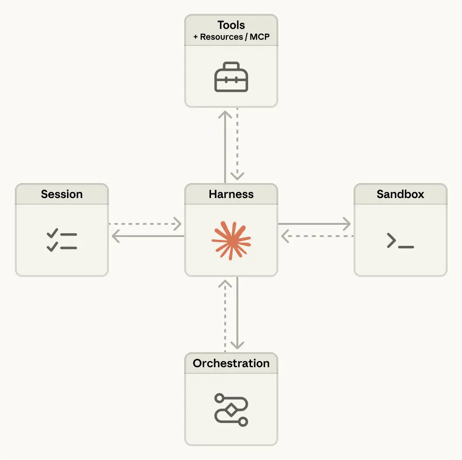 Tools
+ Resources / MCP
Session
Harness
Sandbox
Orchestration